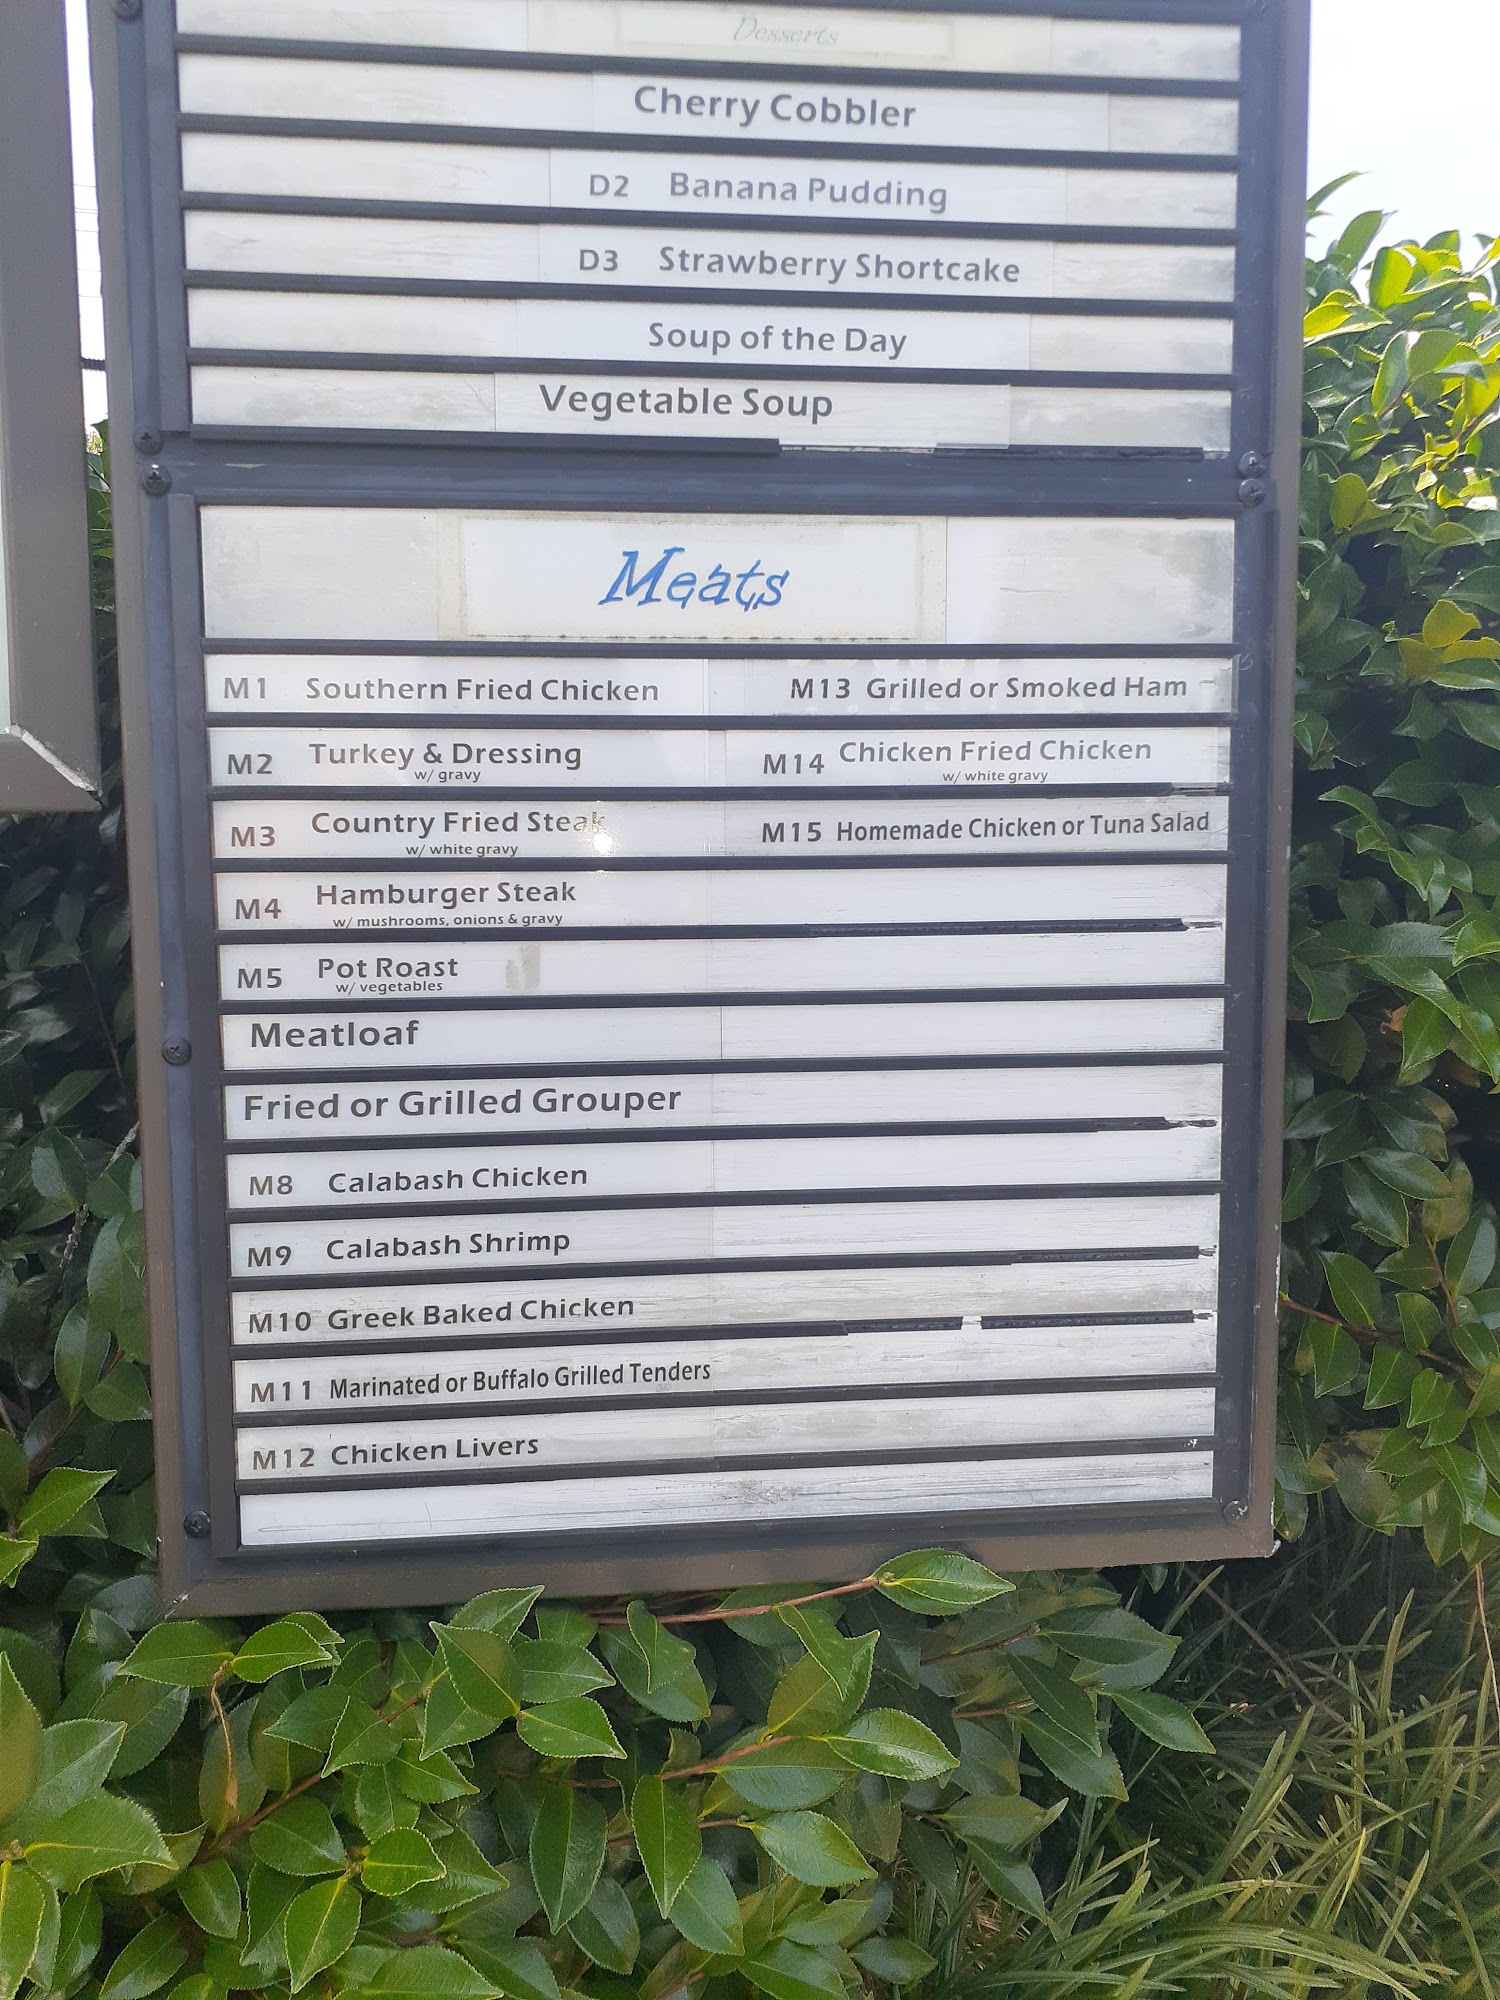 Desserts
Cherry Cobbler
D2 Banana Pudding
D3 Strawberry Shortcake
Soup of the Day
Vegetable Soup
Meats
M1 Southern Fried Chicken
M2 Turkey & Dressing
w/ gravy
M3 Country Fried Steak
w/ white gravy
M4 Hamburger Steak
w/ mushrooms, onions & gravy
M5 Pot Roast
w/ vegetables
Meatloaf
Fried or Grilled Grouper
M8 Calabash Chicken
M9 Calabash Shrimp
M10 Greek Baked Chicken
M11 Marinated or Buffalo Grilled Tenders
M12 Chicken Livers
M13 Grilled or Smoked Ham
M14 Chicken Fried Chicken
w/ white gravy
M15 Homemade Chicken or Tuna Salad